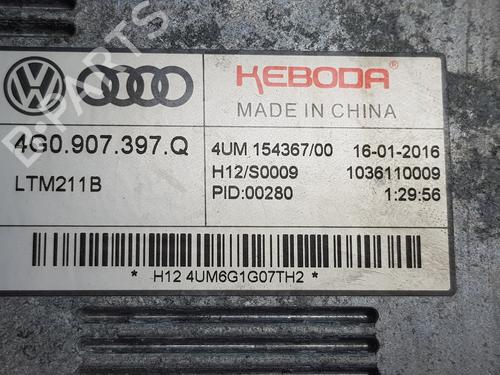 KEBODA®
MADE IN CHINA
4G0.907.397.Q
LTM211B
4UM 154367/00 16-01-2016
H12/S0009 1036110009
PID:00280 1:29:56
* H12 4UM6G1G07TH2 *
B-PARTS